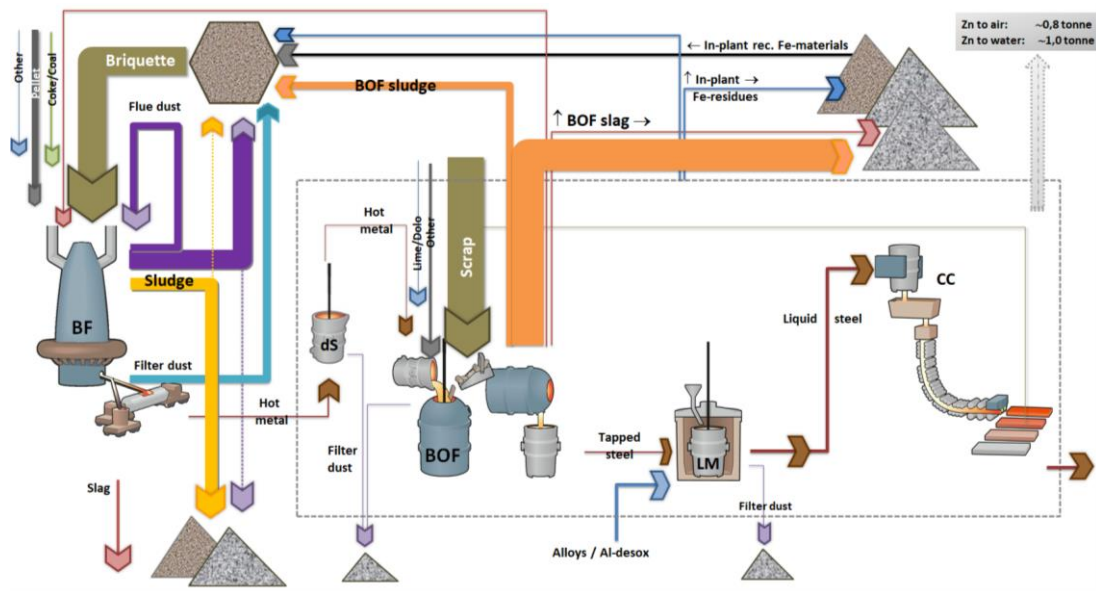 Zn to air: ~0,8 tonne
Zn to water: ~1,0 tonne
Other
Pellet
Coke/Coal
Briquette
← In-plant rec. Fe-materials
Flue dust
BOF sludge
↑ In-plant →
Fe-residues
↑ BOF slag →
Hot
metal
Lime/Dolo
Other
Scrap
Sludge
BF
CC
Liquid
steel
dS
Filter dust
Hot
metal
BOF
Filter
dust
Tapped
steel
LM
Slag
Filter dust
Alloys / Al-desox